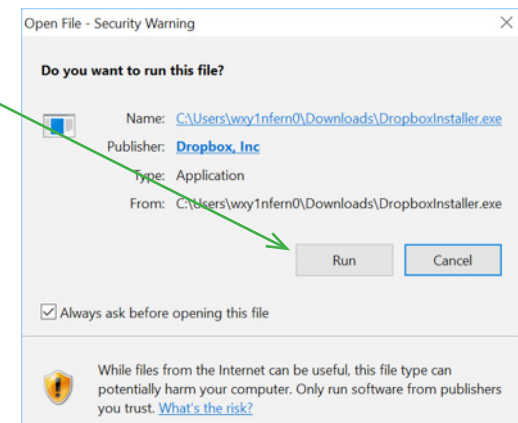 Open File - Security Warning
Do you want to run this file?
Name: C:\Users\wxy1nfern0\Downloads\DropboxInstaller.exe
Publisher: Dropbox, Inc
Type: Application
From: C:\Users\wxy1nfern0\Downloads\DropboxInstaller.exe
Run Cancel
Always ask before opening this file
While files from the Internet can be useful, this file type can
potentially harm your computer. Only run software from publishers
you trust. What's the risk?